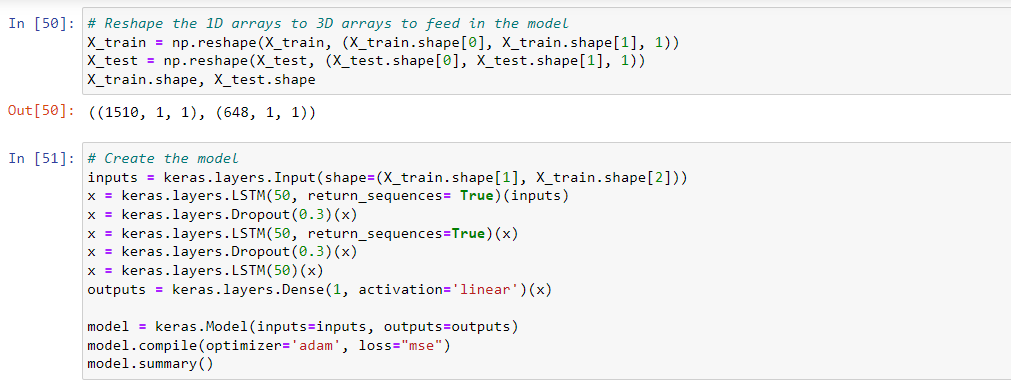 In [50]: # Reshape the 1D arrays to 3D arrays to feed in the model
X_train = np.reshape(X_train, (X_train.shape[0], X_train.shape[1], 1))
X_test = np.reshape(X_test, (X_test.shape[0], X_test.shape[1], 1))
X_train.shape, X_test.shape
Out[50]: ((1510, 1, 1), (648, 1, 1))
In [51]: # Create the model
inputs = keras.layers.Input(shape=(X_train.shape[1], X_train.shape[2]))
x = keras.layers.LSTM(50, return_sequences= True)(inputs)
x = keras.layers.Dropout(0.3)(x)
x = keras.layers.LSTM(50, return_sequences=True)(x)
x = keras.layers.Dropout(0.3)(x)
x = keras.layers.LSTM(50)(x)
outputs = keras.layers.Dense(1, activation='linear')(x)
model = keras.Model(inputs=inputs, outputs=outputs)
model.compile(optimizer='adam', loss="mse")
model.summary()